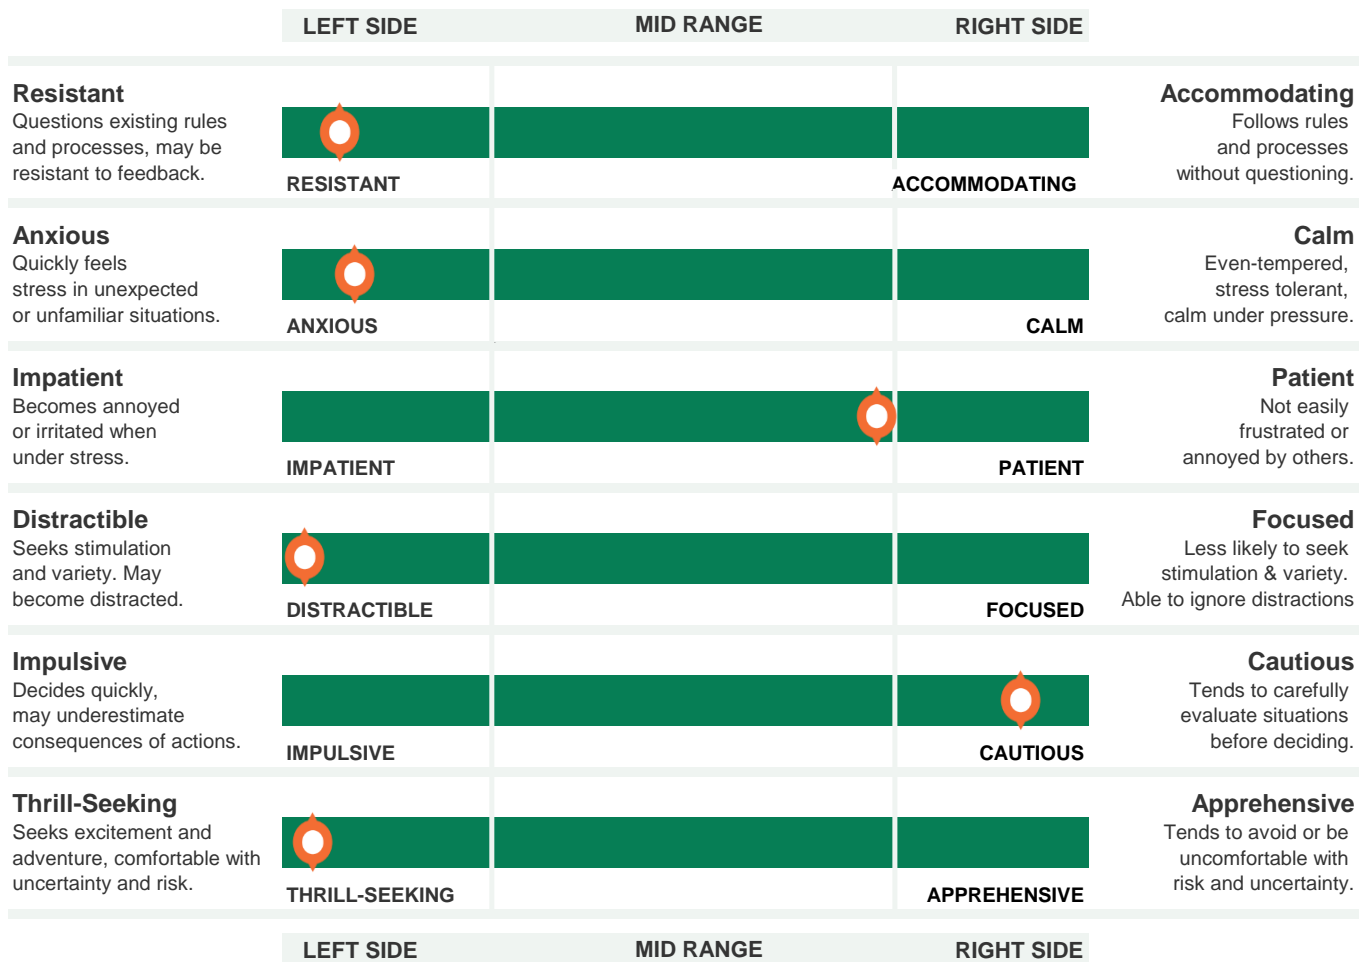 LEFT SIDE MID RANGE RIGHT SIDE
Resistant
Questions existing rules
and processes, may be
resistant to feedback.
RESISTANT ACCOMMODATING
Accommodating
Follows rules
and processes
without questioning.
Anxious
Quickly feels
stress in unexpected
or unfamiliar situations.
ANXIOUS CALM
Calm
Even-tempered,
stress tolerant,
calm under pressure.
Impatient
Becomes annoyed
or irritated when
under stress.
IMPATIENT PATIENT
Patient
Not easily
frustrated or
annoyed by others.
Distractible
Seeks stimulation
and variety. May
become distracted.
DISTRACTIBLE FOCUSED
Focused
Less likely to seek
stimulation & variety.
Able to ignore distractions
Impulsive
Decides quickly,
may underestimate
consequences of actions.
IMPULSIVE CAUTIOUS
Cautious
Tends to carefully
evaluate situations
before deciding.
Thrill-Seeking
Seeks excitement and
adventure, comfortable with
uncertainty and risk.
THRILL-SEEKING APPREHENSIVE
Apprehensive
Tends to avoid or be
uncomfortable with
risk and uncertainty.
LEFT SIDE MID RANGE RIGHT SIDE